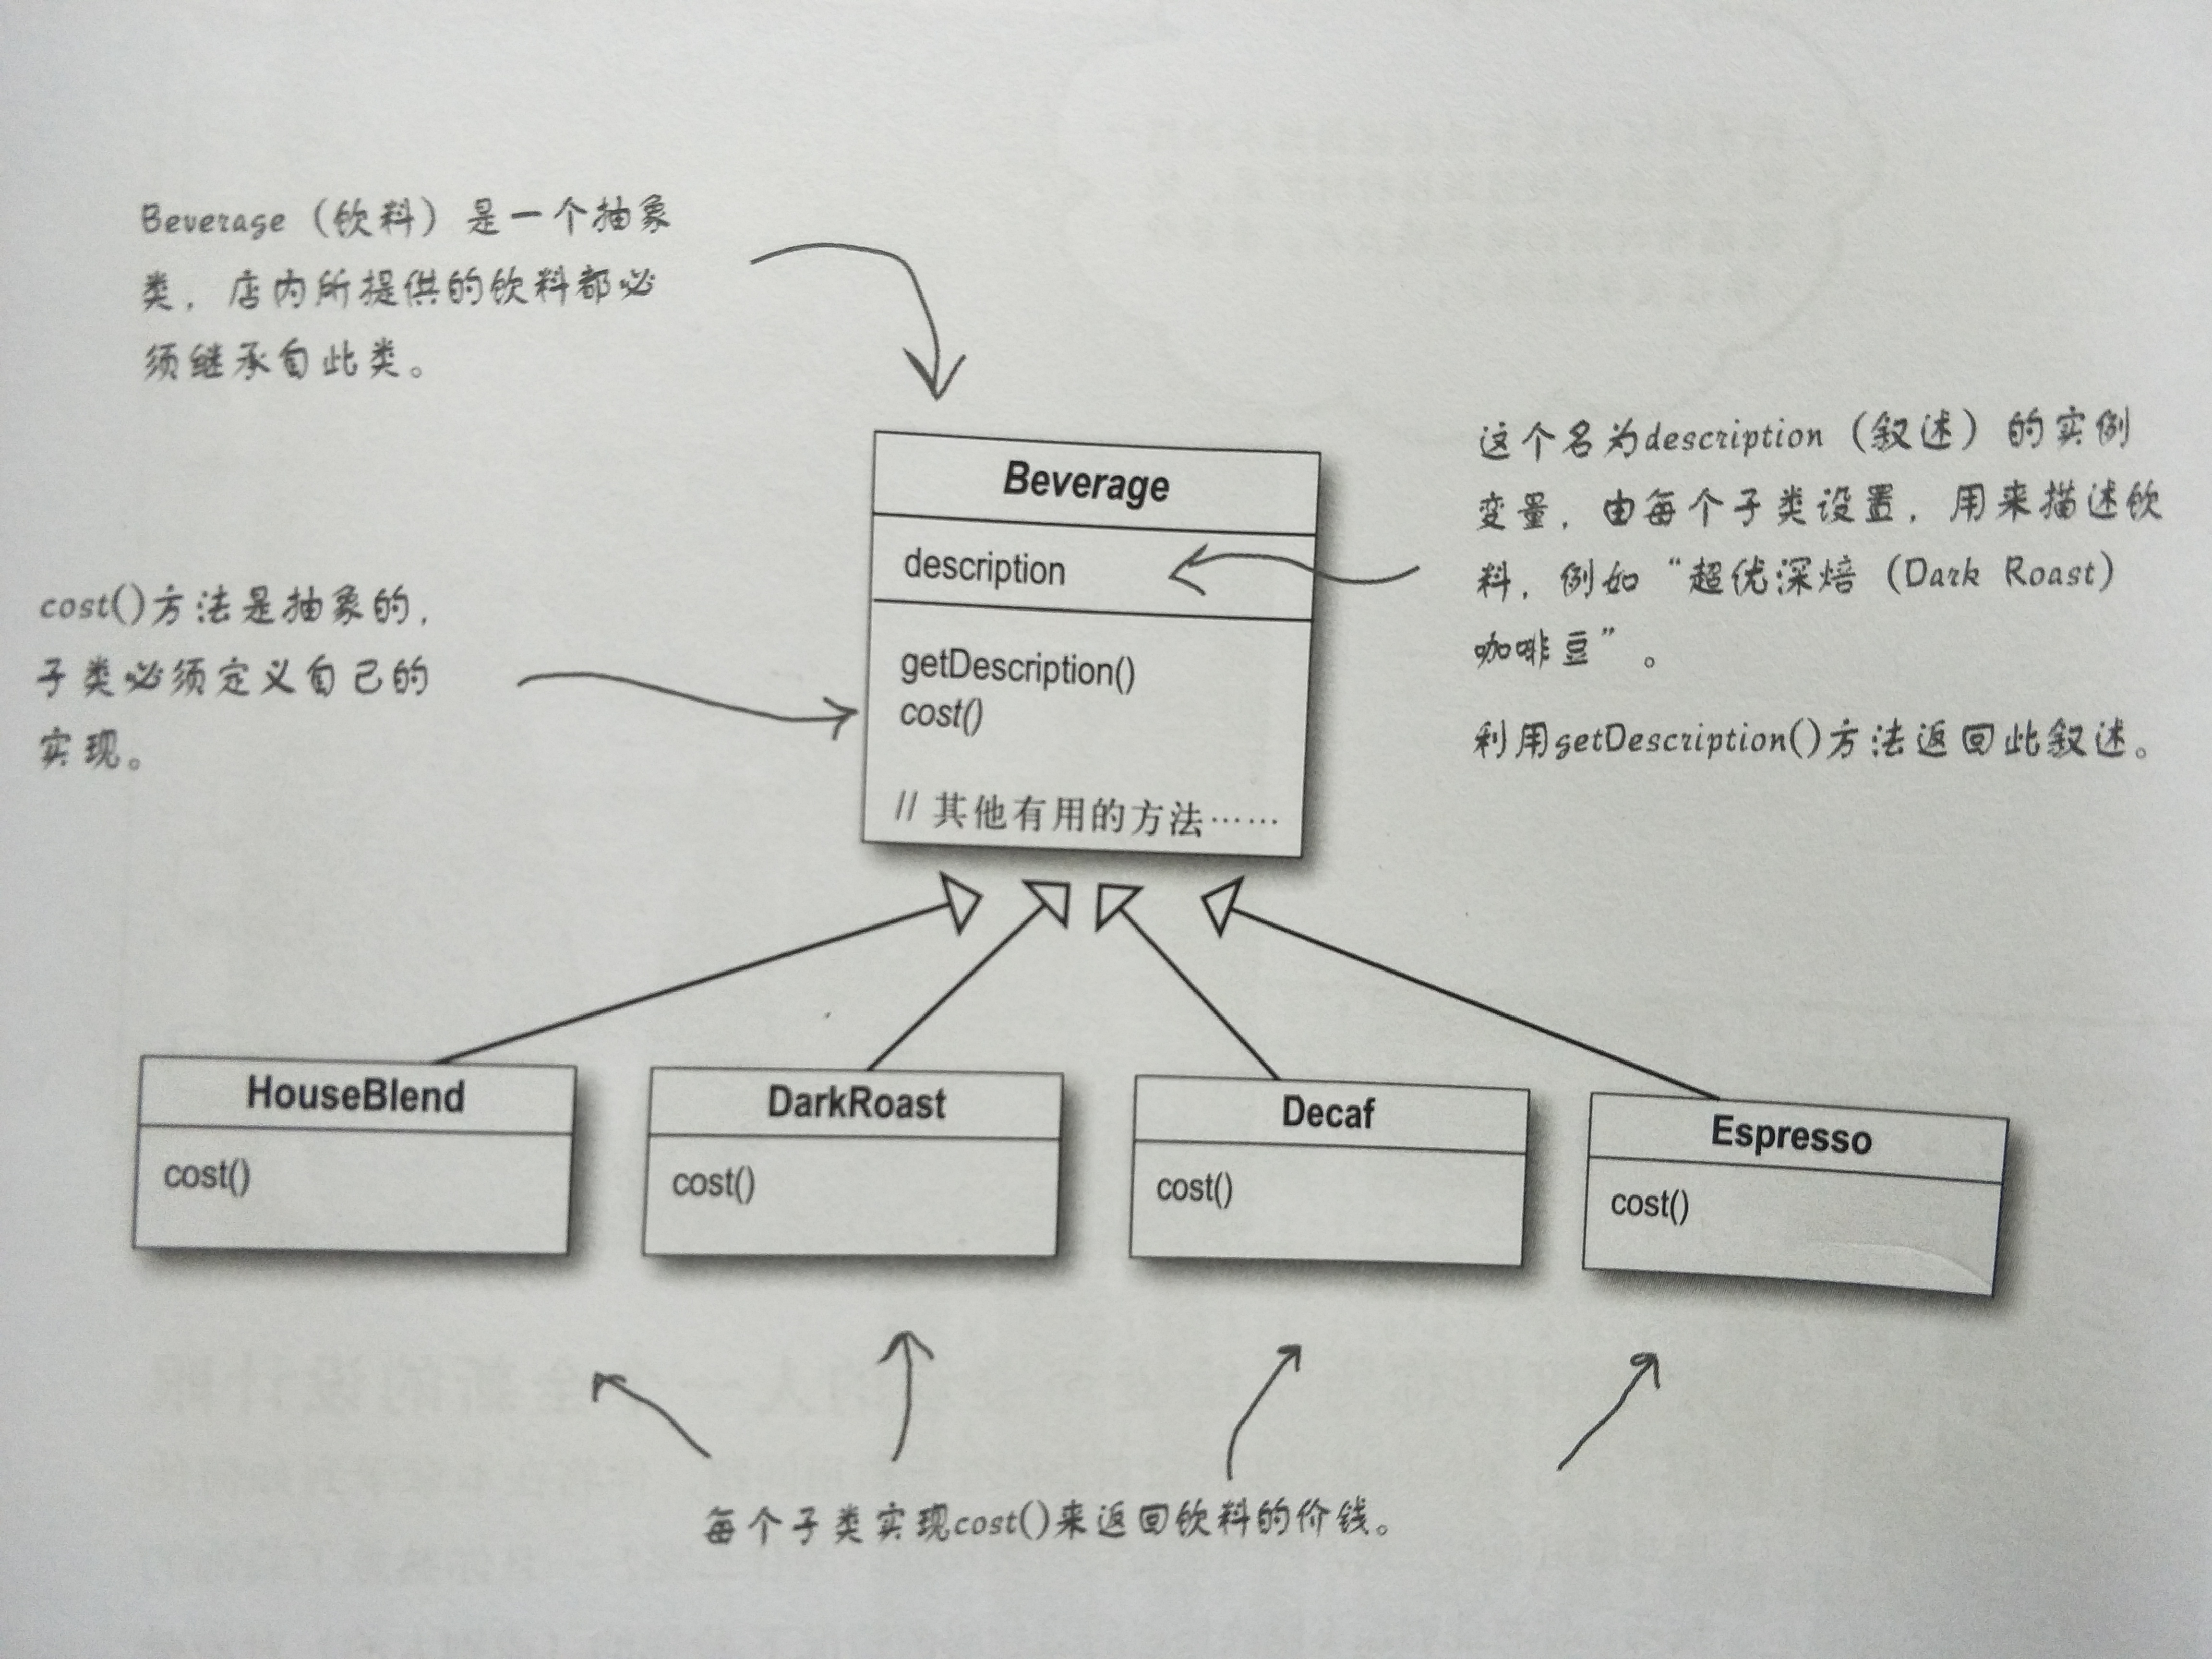 Beverage（饮料）是一个抽象
类，店内所提供的饮料都必
须继承自此类。
Beverage
description
getDescription()
cost()
// 其他有用的方法……
cost()方法是抽象的，
子类必须定义自己的
实现。
这个名为description（叙述）的实例
变量，由每个子类设置，用来描述饮
料，例如“超优深焙（Dark Roast）
咖啡豆”。
利用getDescription()方法返回此叙述。
HouseBlend
cost()
DarkRoast
cost()
Decaf
cost()
Espresso
cost()
每个子类实现cost()来返回饮料的价钱。